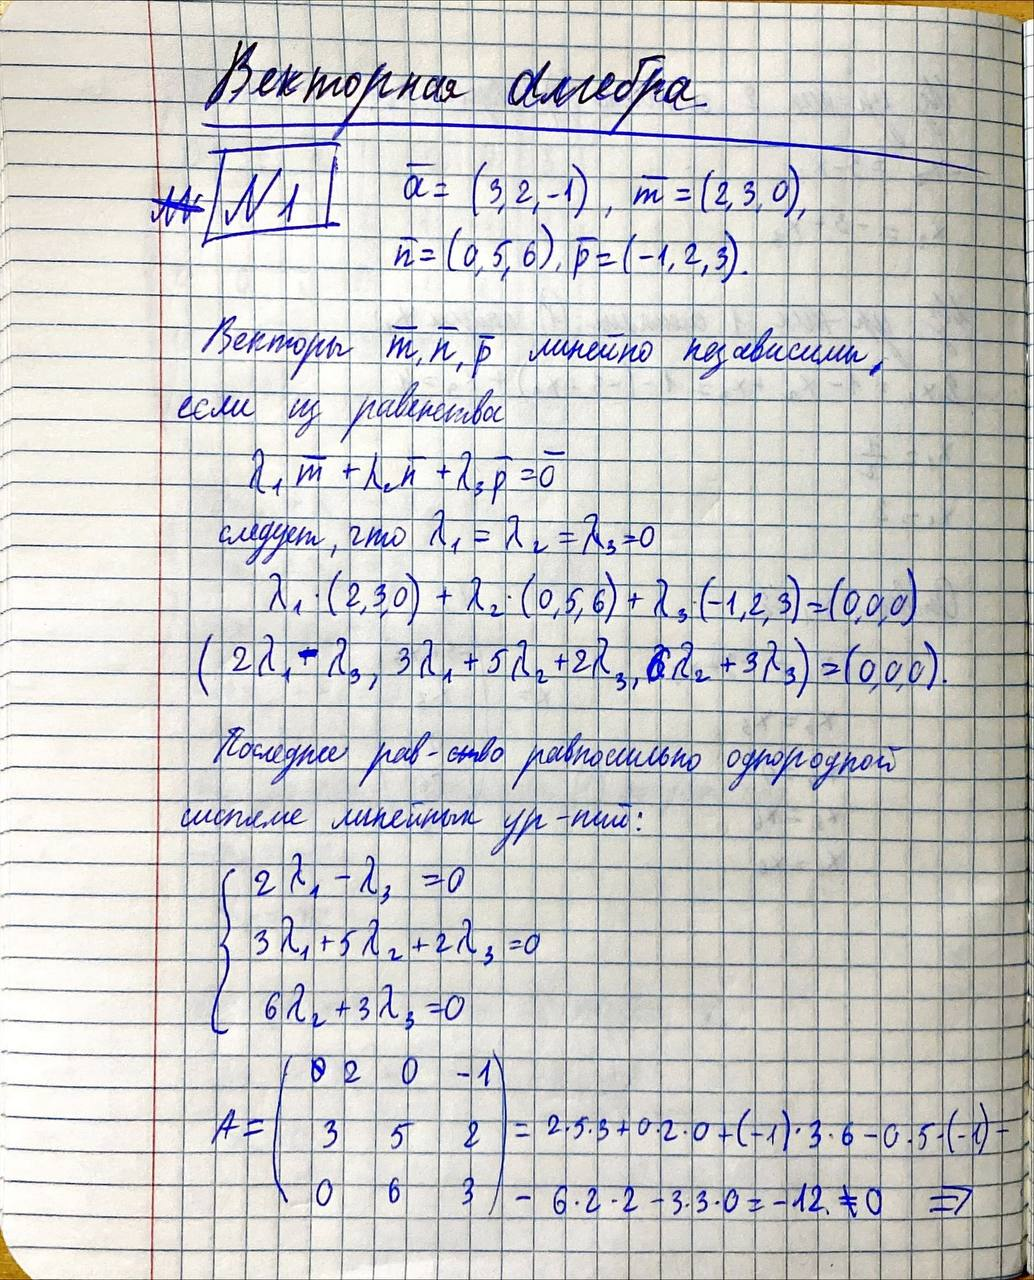 Векторная алгебра
N1
a̅ = (3, 2, -1), m̅ = (2, 3, 0),
n̅ = (0, 5, 6), p̅ = (-1, 2, 3).
Векторы m̅, n̅, p̅ линейно независимы,
если из равенства
λ₁ m̅ + λ₂ n̅ + λ₃ p̅ = 0̅
следует, что λ₁ = λ₂ = λ₃ = 0
λ₁·(2,3,0) + λ₂·(0,5,6) + λ₃·(-1,2,3) = (0,0,0)
(2λ₁ - λ₃, 3λ₁ + 5λ₂ + 2λ₃, 6λ₂ + 3λ₃) = (0,0,0).
Последнее рав-ство равносильно однородной
системе линейных ур-ний:
2λ₁ - λ₃ = 0
3λ₁ + 5λ₂ + 2λ₃ = 0
6λ₂ + 3λ₃ = 0
2 0 -1
A = 3 5 2 = 2·5·3 + 0·2·0 + (-1)·3·6 - 0·5·(-1) -
0 6 3 - 6·2·2 - 3·3·0 = -12. ≠ 0 ⇒